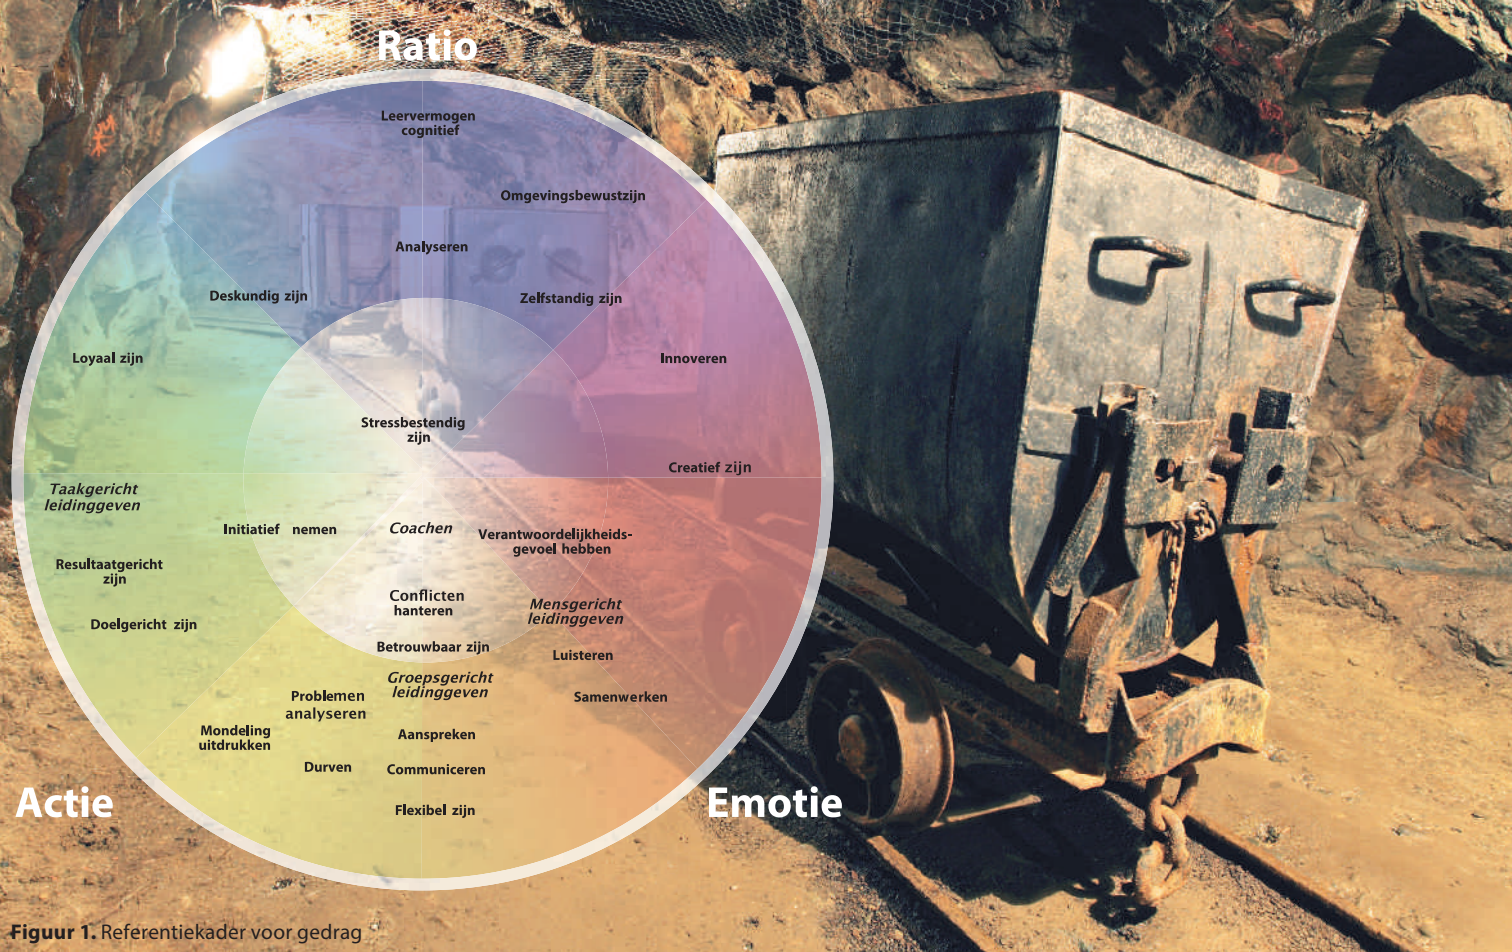 Ratio
Leervermogen
cognitief
Omgevingsbewustzijn
Analyseren
Deskundig zijn
Zelfstandig zijn
Loyaal zijn
Innoveren
Stressbestendig
zijn
Creatief zijn
Taakgericht
leidinggeven
Initiatief nemen
Coachen
Verantwoordelijkheids-
gevoel hebben
Resultaatgericht
zijn
Conflicten
hanteren
Mensgericht
leidinggeven
Doelgericht zijn
Betrouwbaar zijn
Luisteren
Groepsgericht
leidinggeven
Problemen
analyseren
Samenwerken
Mondeling
uitdrukken
Aanspreken
Durven
Communiceren
Flexibel zijn
Actie
Emotie
Figuur 1. Referentiekader voor gedrag